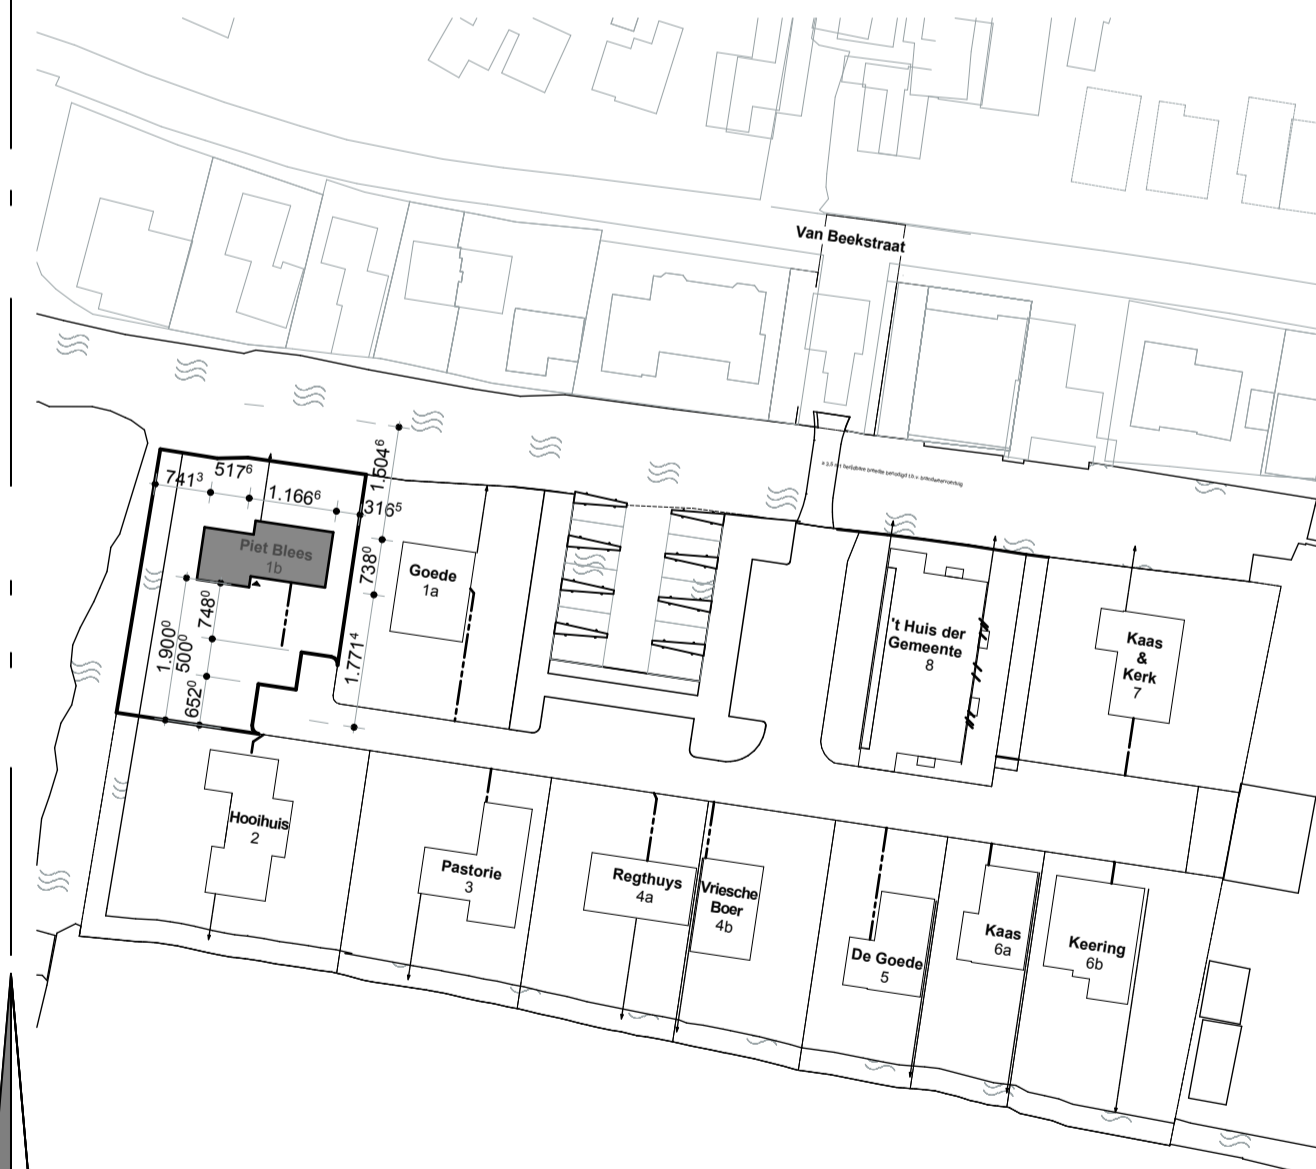 Van Beekstraat
1.504⁶
741³
517⁶
1.166⁶
316⁵
Piet Blees
1b
738⁰
Goede
1a
748⁰
1.900⁰
500⁰
652⁰
1.771⁴
't Huis der
Gemeente
8
Kaas
&
Kerk
7
Hooihuis
2
Pastorie
3
Regthuys
4a
Vriesche
Boer
4b
De Goede
5
Kaas
6a
Keering
6b